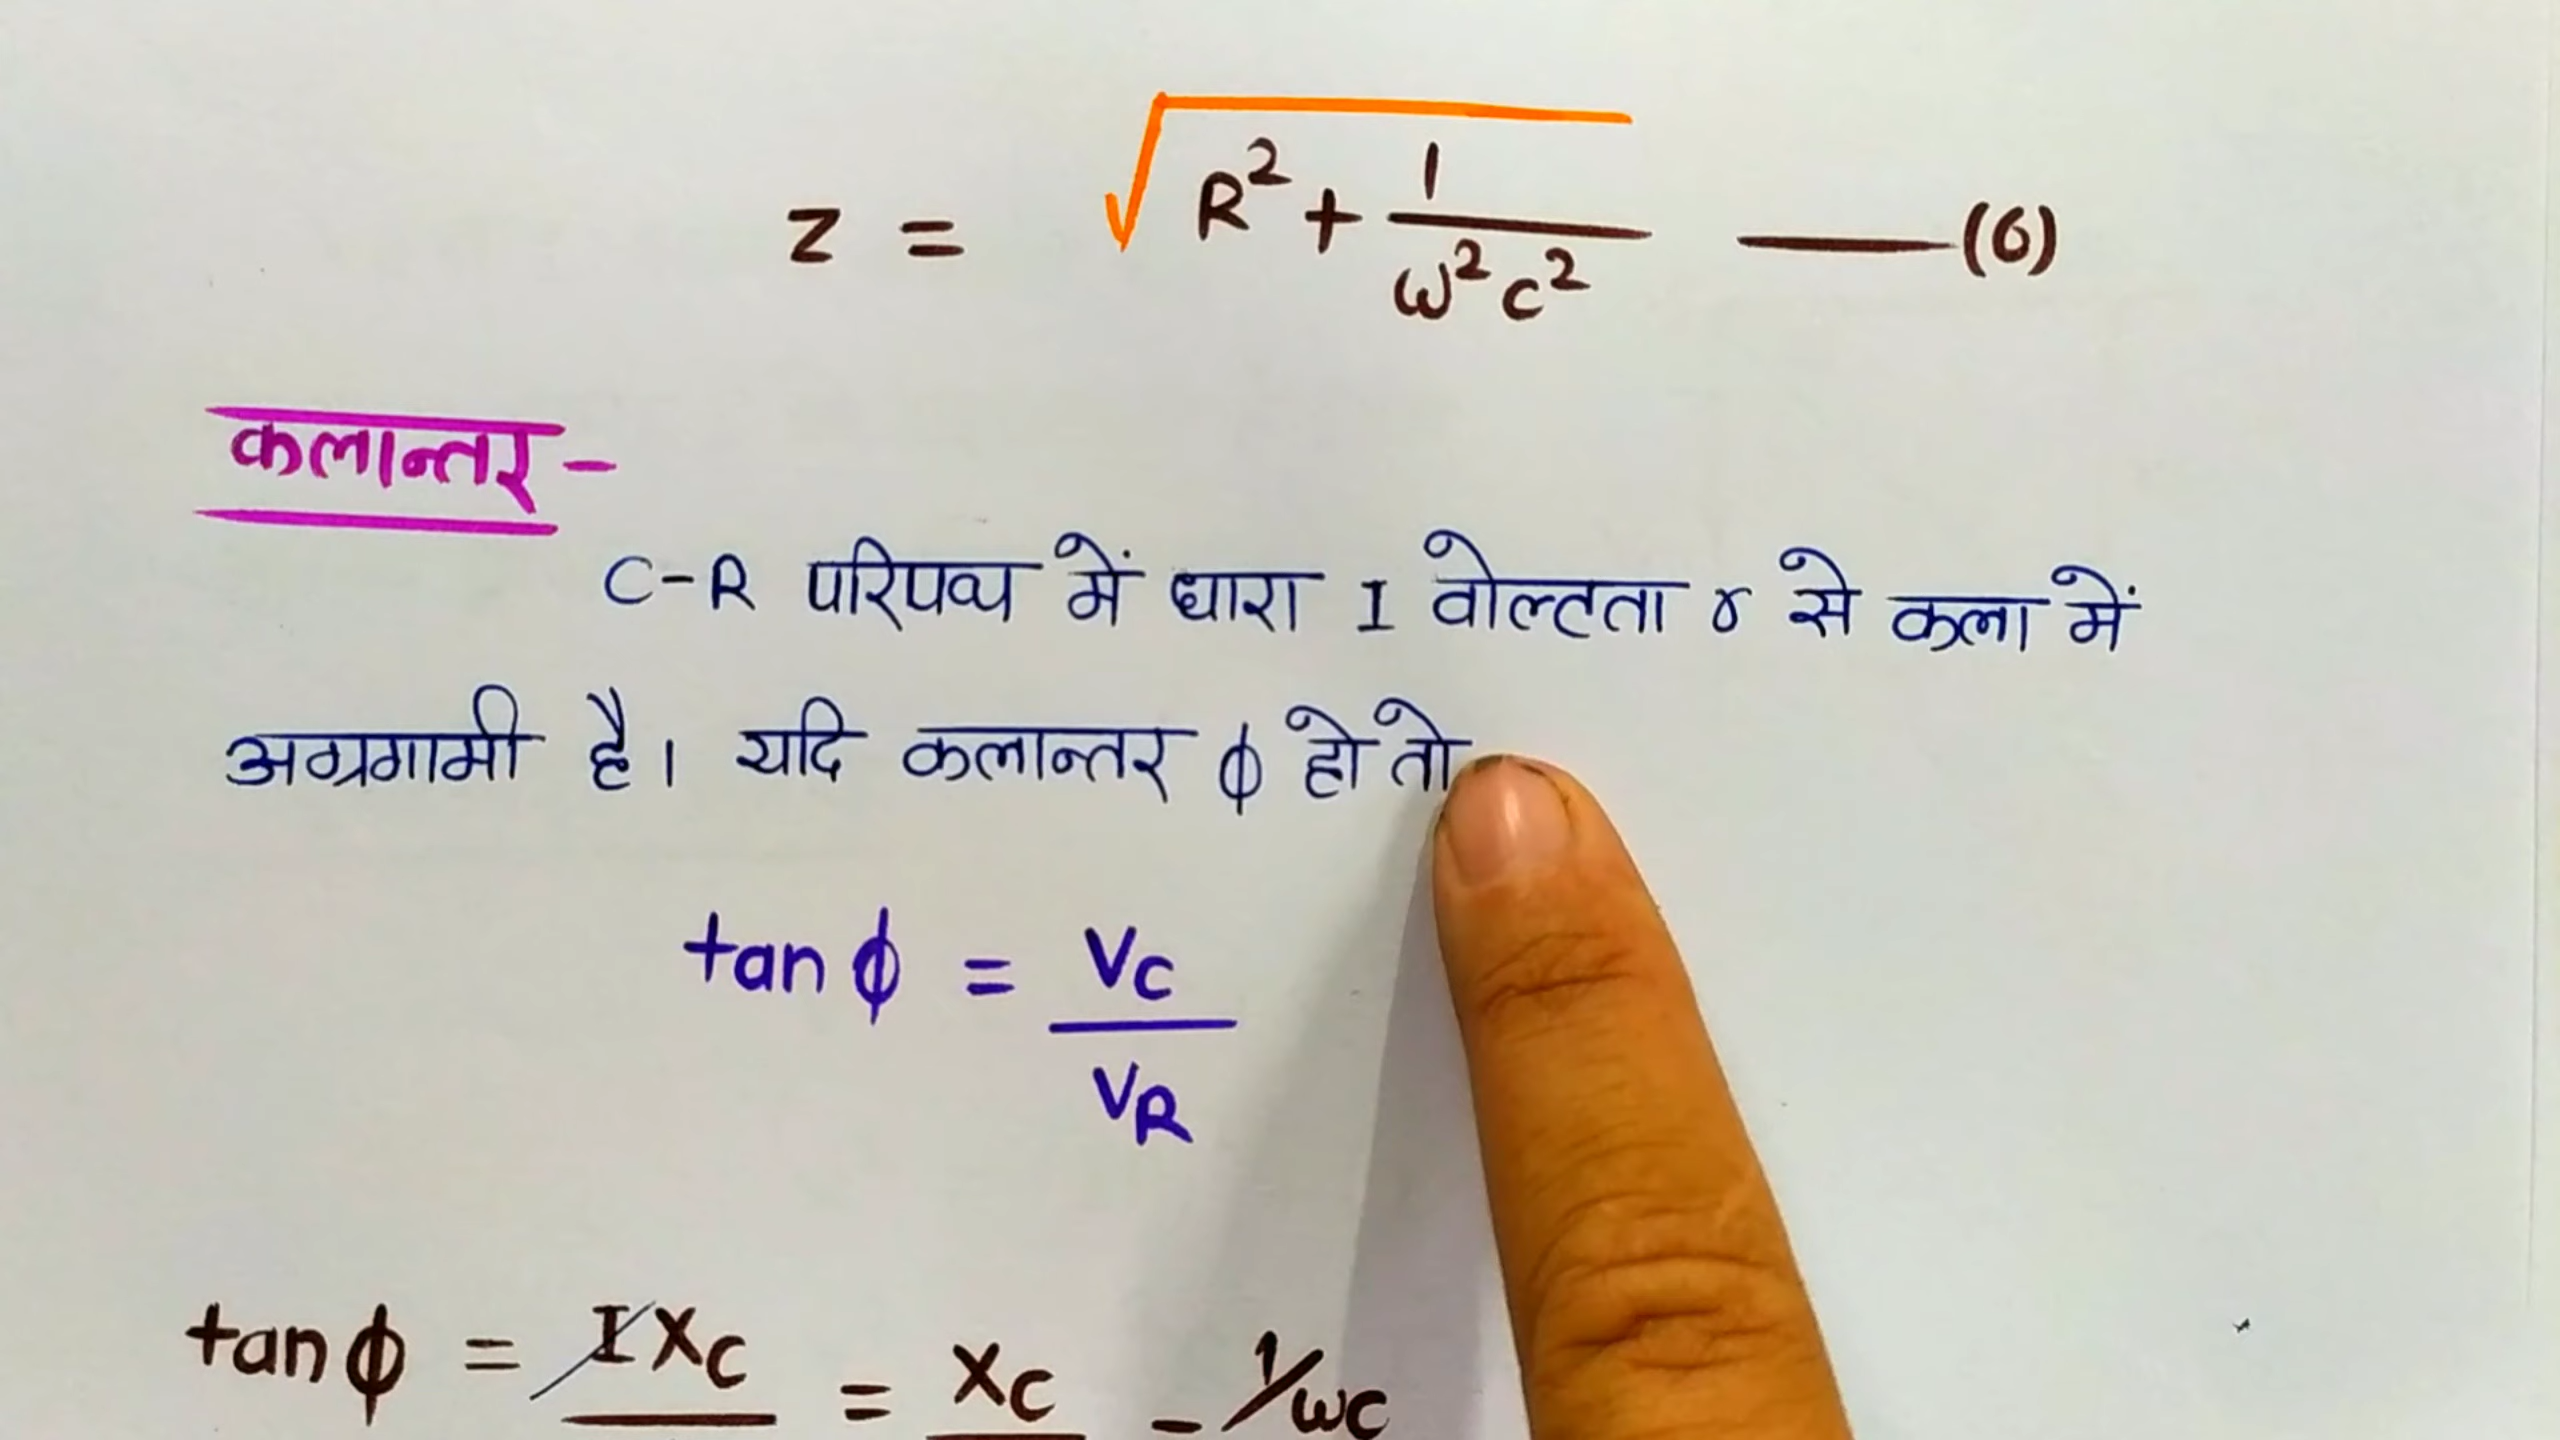 Z = √(R² + 1/ω²c²) —— (6)
कलान्तर -
C-R परिपथ में धारा I वोल्टता V से कला में
अग्रगामी है। यदि कलान्तर ϕ हो तो
tan ϕ = VC / VR
tan ϕ = IXC = XC - 1/ωC